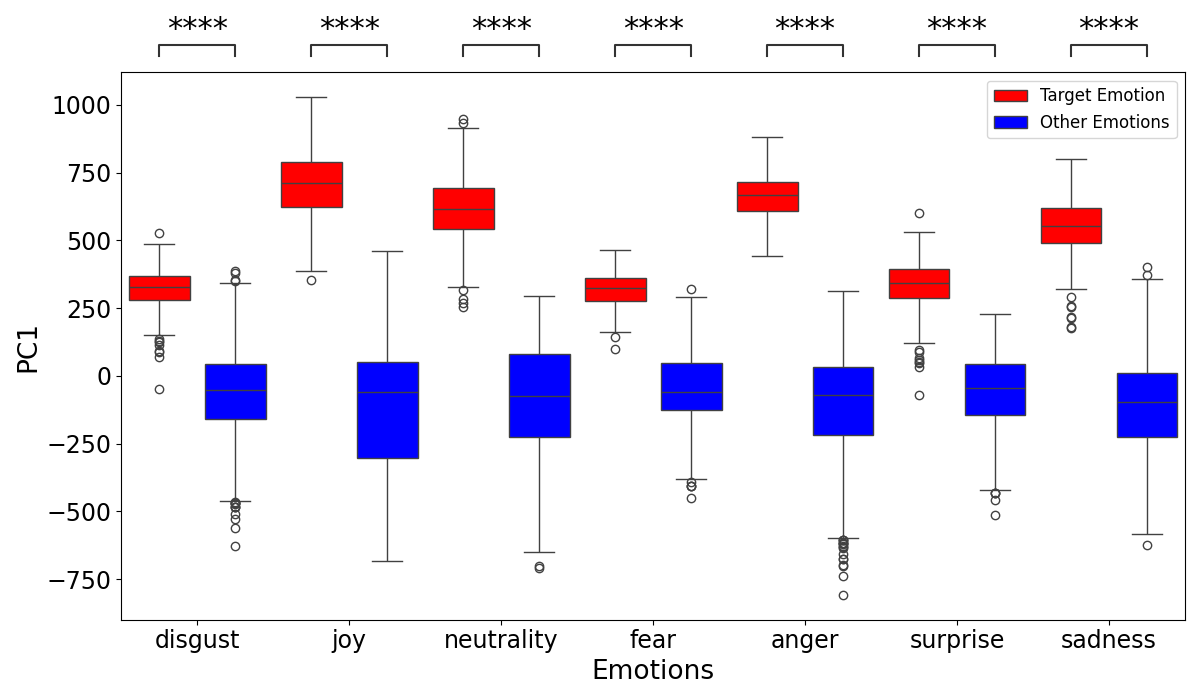 **** **** **** **** **** **** ****
Target Emotion
Other Emotions
1000
750
500
250
0
−250
−500
−750
PC1
disgust joy neutrality fear anger surprise sadness
Emotions